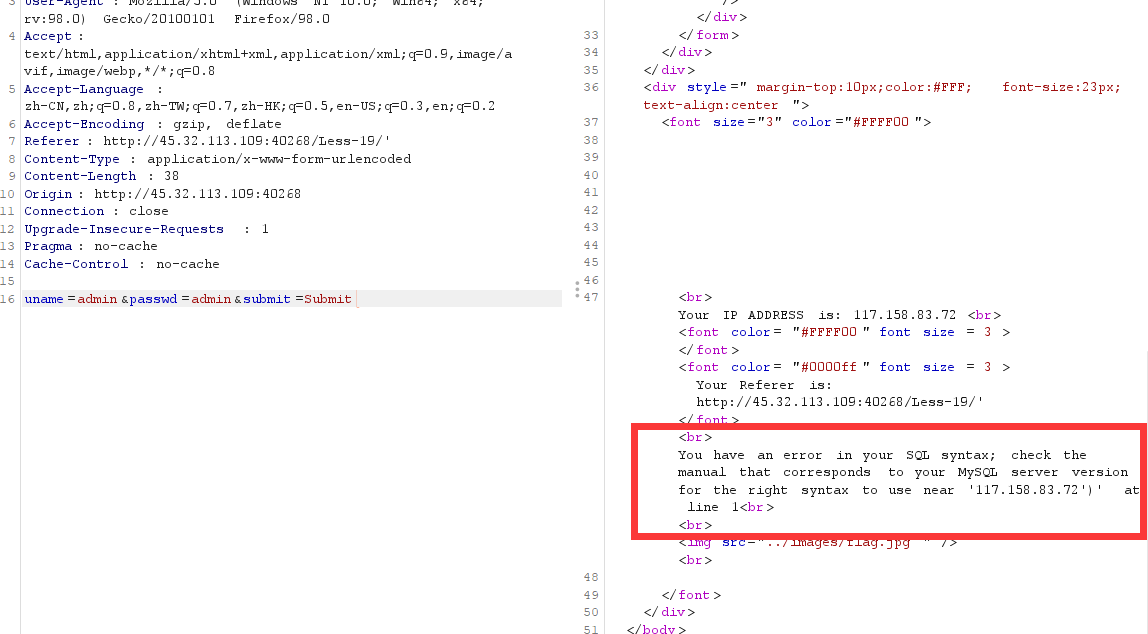 3 User-Agent : Mozilla/5.0 (Windows NT 10.0; Win64; x64;
rv:98.0) Gecko/20100101 Firefox/98.0
4 Accept :
text/html,application/xhtml+xml,application/xml;q=0.9,image/a
vif,image/webp,*/*;q=0.8
5 Accept-Language :
zh-CN,zh;q=0.8,zh-TW;q=0.7,zh-HK;q=0.5,en-US;q=0.3,en;q=0.2
6 Accept-Encoding : gzip, deflate
7 Referer : http://45.32.113.109:40268/Less-19/'
8 Content-Type : application/x-www-form-urlencoded
9 Content-Length : 38
10 Origin : http://45.32.113.109:40268
11 Connection : close
12 Upgrade-Insecure-Requests : 1
13 Pragma : no-cache
14 Cache-Control : no-cache
15
16 uname =admin &passwd =admin &submit =Submit
/>
</div>
33 </form>
34 </div>
35 </div>
36 <div style=" margin-top:10px;color:#FFF; font-size:23px;
text-align:center ">
37 <font size="3" color="#FFFF00 ">
38
39
40
41
42
43
44
45
46
47 <br>
Your IP ADDRESS is: 117.158.83.72 <br>
<font color= "#FFFF00 " font size = 3 >
</font>
<font color= "#0000ff " font size = 3 >
Your Referer is:
http://45.32.113.109:40268/Less-19/'
</font>
<br>
You have an error in your SQL syntax; check the
manual that corresponds to your MySQL server version
for the right syntax to use near '117.158.83.72')' at
line 1<br>
<br>
<img src="../images/flag.jpg " />
<br>
48
49 </font>
50 </div>
51 </body>